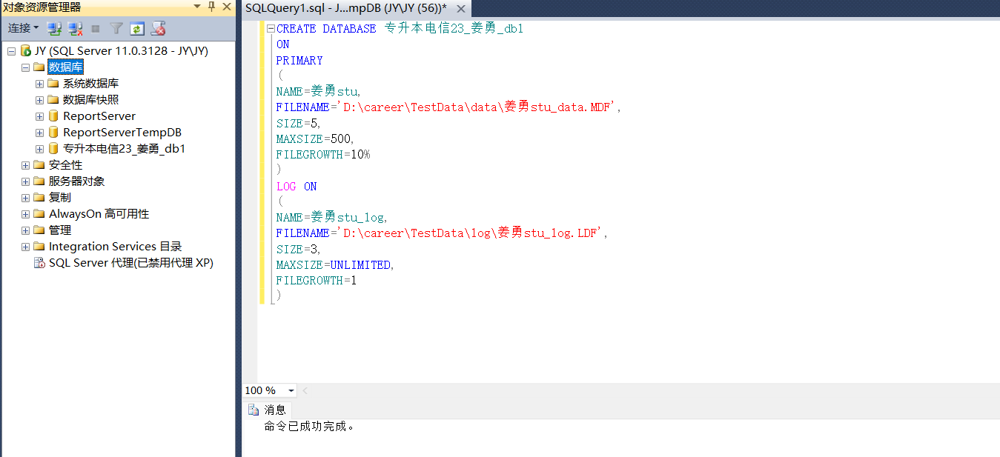 对象资源管理器
连接
JY (SQL Server 11.0.3128 - JY\JY)
数据库
系统数据库
数据库快照
ReportServer
ReportServerTempDB
专升本电信23_姜勇_db1
安全性
服务器对象
复制
AlwaysOn 高可用性
管理
Integration Services 目录
SQL Server 代理(已禁用代理 XP)
SQLQuery1.sql - J...mpDB (JY\JY (56))*
CREATE DATABASE 专升本电信23_姜勇_db1
ON
PRIMARY
(
NAME=姜勇stu,
FILENAME='D:\career\TestData\data\姜勇stu_data.MDF',
SIZE=5,
MAXSIZE=500,
FILEGROWTH=10%
)
LOG ON
(
NAME=姜勇stu_log,
FILENAME='D:\career\TestData\log\姜勇stu_log.LDF',
SIZE=3,
MAXSIZE=UNLIMITED,
FILEGROWTH=1
)
100 %
消息
命令已成功完成。